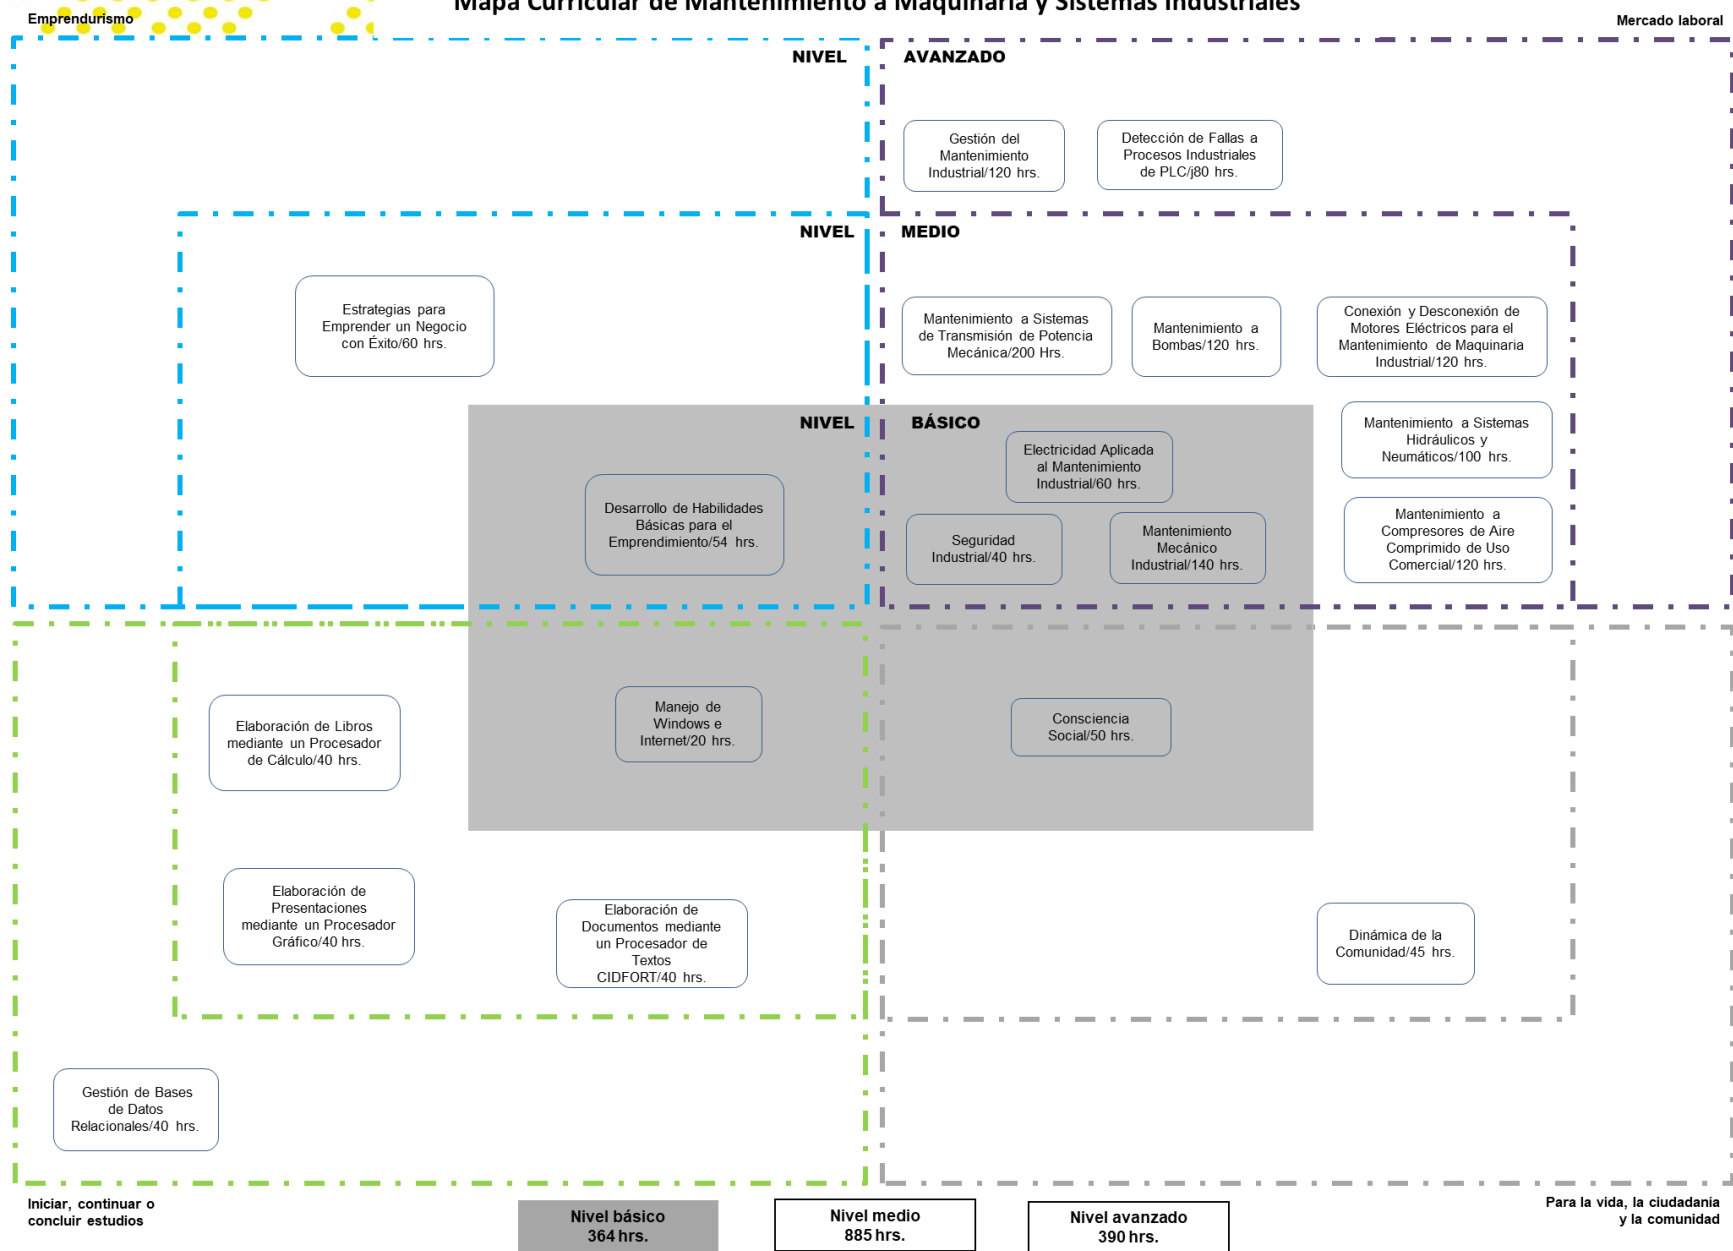 Mapa Curricular de Mantenimiento a Maquinaria y Sistemas Industriales
Emprendurismo
Mercado laboral
NIVEL
AVANZADO
Gestión del
Mantenimiento
Industrial/120 hrs.
Detección de Fallas a
Procesos Industriales
de PLC/j80 hrs.
NIVEL
MEDIO
Estrategias para
Emprender un Negocio
con Éxito/60 hrs.
Mantenimiento a Sistemas
de Transmisión de Potencia
Mecánica/200 Hrs.
Mantenimiento a
Bombas/120 hrs.
Conexión y Desconexión de
Motores Eléctricos para el
Mantenimiento de Maquinaria
Industrial/120 hrs.
NIVEL
BÁSICO
Mantenimiento a Sistemas
Hidráulicos y
Neumáticos/100 hrs.
Electricidad Aplicada
al Mantenimiento
Industrial/60 hrs.
Desarrollo de Habilidades
Básicas para el
Emprendimiento/54 hrs.
Seguridad
Industrial/40 hrs.
Mantenimiento
Mecánico
Industrial/140 hrs.
Mantenimiento a
Compresores de Aire
Comprimido de Uso
Comercial/120 hrs.
Elaboración de Libros
mediante un Procesador
de Cálculo/40 hrs.
Manejo de
Windows e
Internet/20 hrs.
Consciencia
Social/50 hrs.
Elaboración de
Presentaciones
mediante un Procesador
Gráfico/40 hrs.
Elaboración de
Documentos mediante
un Procesador de
Textos
CIDFORT/40 hrs.
Dinámica de la
Comunidad/45 hrs.
Gestión de Bases
de Datos
Relacionales/40 hrs.
Iniciar, continuar o
concluir estudios
Nivel básico
364 hrs.
Nivel medio
885 hrs.
Nivel avanzado
390 hrs.
Para la vida, la ciudadanía
y la comunidad